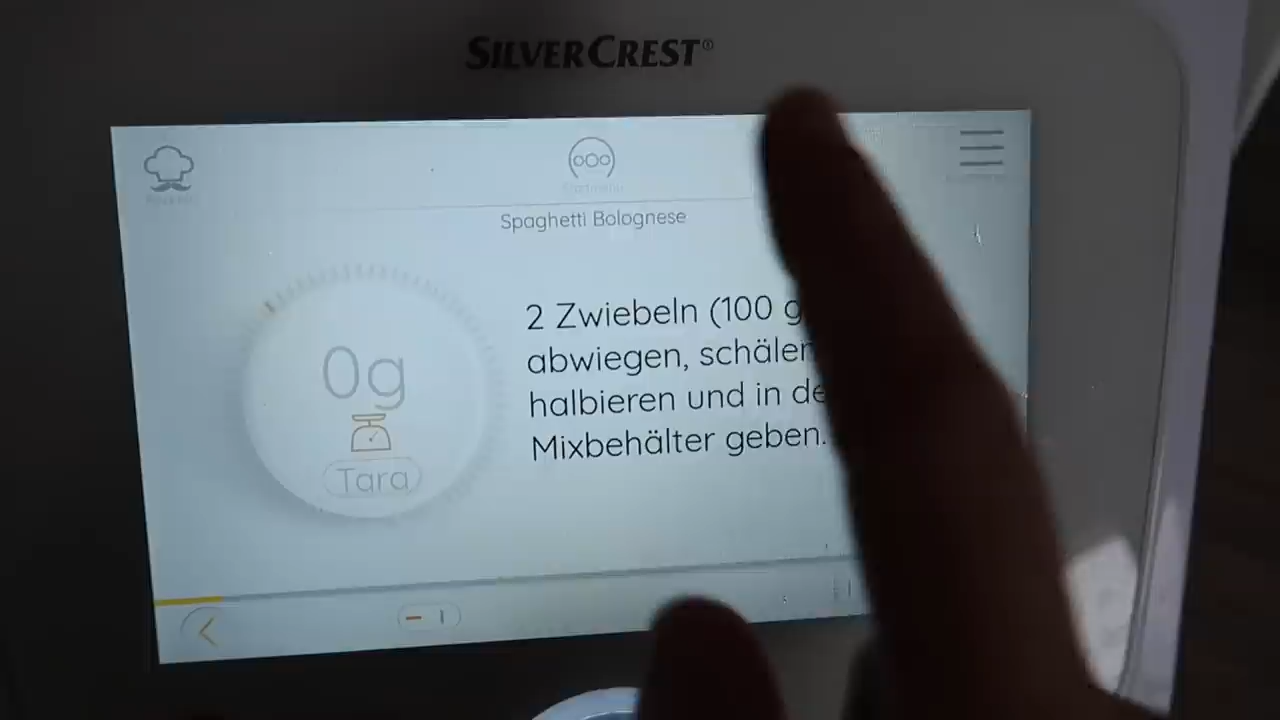 SILVERCREST®
Spaghetti Bolognese
2 Zwiebeln (100 g
abwiegen, schälen
halbieren und in de
Mixbehälter geben.
0g
Tara